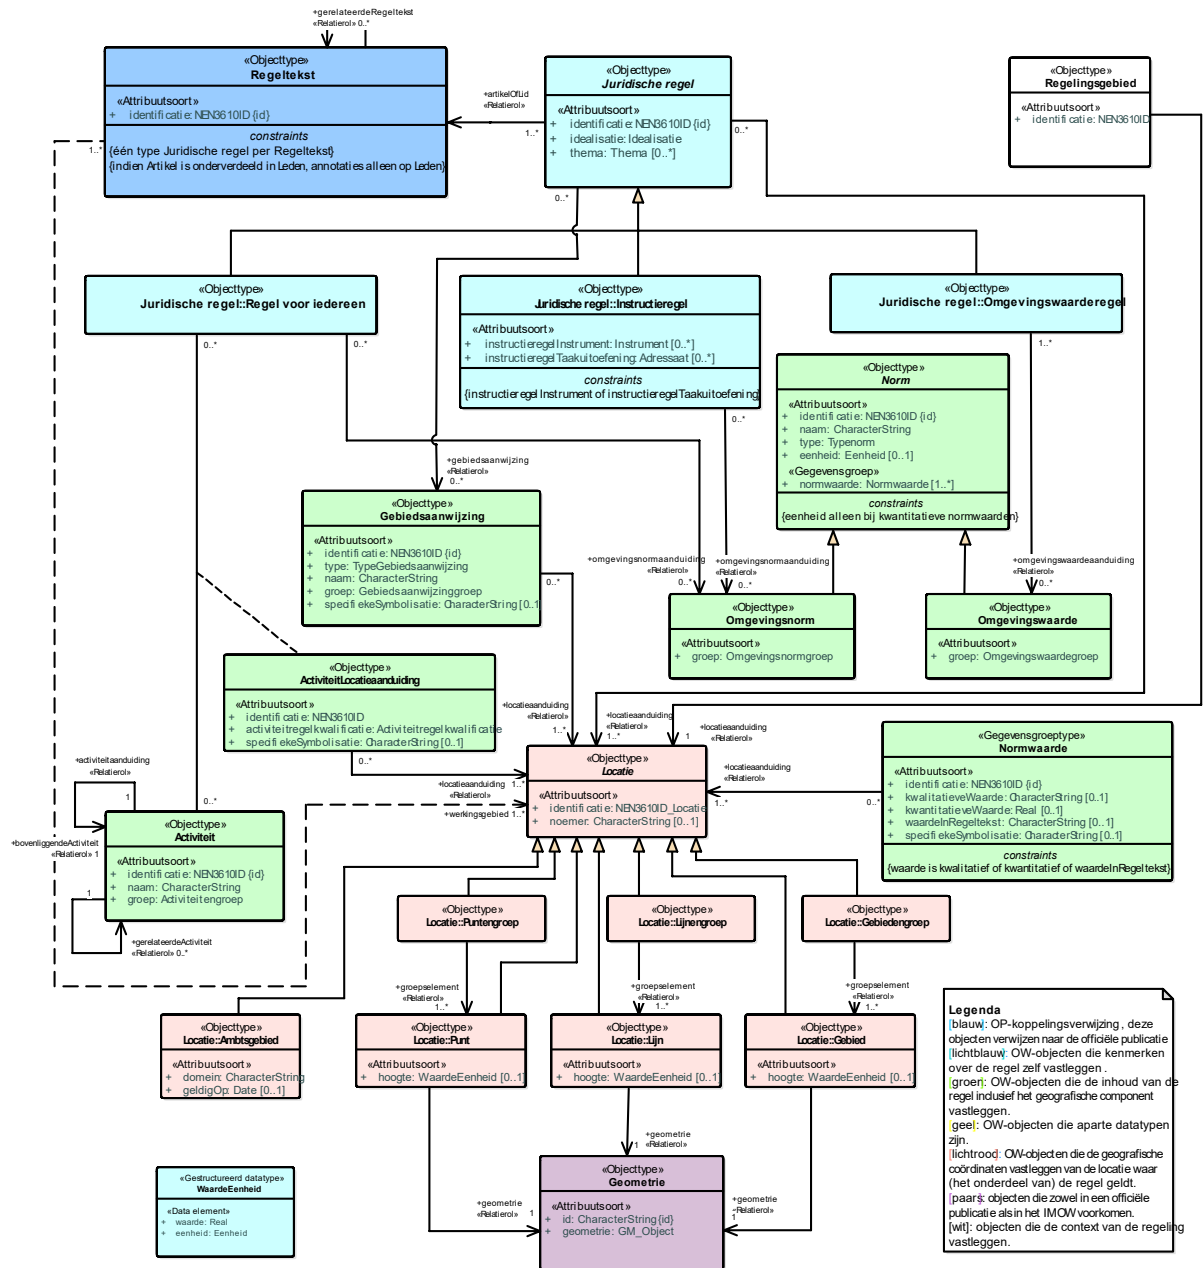 +gerelateerdeRegeltekst
«Relatierol» 0..*
«Objecttype»
Regeltekst
«Attribuutsoort»
+ identificatie: NEN3610ID {id}
constraints
{één type Juridische regel per Regeltekst}
{indien Artikel is onderverdeeld in Leden, annotaties alleen op Leden}
1..*
+artikelOfLid
«Relatierol»
1..*
«Objecttype»
Juridische regel
«Attribuutsoort»
+ identificatie: NEN3610ID {id}
+ idealisatie: Idealisatie
+ thema: Thema [0..*]
0..*
0..*
«Objecttype»
Regelingsgebied
«Attribuutsoort»
+ identificatie: NEN3610ID
«Objecttype»
Juridische regel::Regel voor iedereen
0..*
0..*
«Objecttype»
Juridische regel::Instructieregel
«Attribuutsoort»
+ instructieregelInstrument: Instrument [0..*]
+ instructieregelTaakuitoefening: Adressaat [0..*]
constraints
{instructieregelInstrument of instructieregelTaakuitoefening}
0..*
«Objecttype»
Juridische regel::Omgevingswaarderegel
1..*
«Objecttype»
Norm
«Attribuutsoort»
+ identificatie: NEN3610ID {id}
+ naam: CharacterString
+ type: Typenorm
+ eenheid: Eenheid [0..1]
«Gegevensgroep»
+ normwaarde: Normwaarde [1..*]
constraints
{eenheid alleen bij kwantitatieve normwaarden}
+gebiedsaanwijzing
«Relatierol»
0..*
«Objecttype»
Gebiedsaanwijzing
«Attribuutsoort»
+ identificatie: NEN3610ID {id}
+ type: TypeGebiedsaanwijzing
+ naam: CharacterString
+ groep: Gebiedsaanwijzinggroep
+ specifiekeSymbolisatie: CharacterString [0..1]
0..*
+omgevingsnormaanduiding
«Relatierol»
0..*
+omgevingsnormaanduiding
«Relatierol»
0..*
+omgevingswaardeaanduiding
«Relatierol»
0..*
«Objecttype»
Omgevingsnorm
«Attribuutsoort»
+ groep: Omgevingsnormgroep
«Objecttype»
Omgevingswaarde
«Attribuutsoort»
+ groep: Omgevingswaardegroep
«Objecttype»
ActiviteitLocatieaanduiding
«Attribuutsoort»
+ identificatie: NEN3610ID
+ activiteitregelkwalificatie: Activiteitregelkwalificatie
+ specifiekeSymbolisatie: CharacterString [0..1]
0..*
+locatieaanduiding
«Relatierol»
1..*
+locatieaanduiding
«Relatierol»
1..*
+locatieaanduiding
1 «Relatierol»
+locatieaanduiding
«Relatierol»
1..*
+locatieaanduiding
«Relatierol»
1..*
+werkingsgebied 1..*
«Objecttype»
Locatie
«Attribuutsoort»
+ identificatie: NEN3610ID_Locatie
+ noemer: CharacterString [0..1]
«Gegevensgroeptype»
Normwaarde
«Attribuutsoort»
+ identificatie: NEN3610ID {id}
+ kwalitatieveWaarde: CharacterString [0..1]
+ kwantitatieveWaarde: Real [0..1]
+ waardeInRegeltekst: CharacterString [0..1]
+ specifiekeSymbolisatie: CharacterString [0..1]
constraints
{waarde is kwalitatief of kwantitatief of waardeInRegeltekst}
0..*
+activiteitaanduiding
«Relatierol»
1
0..*
«Objecttype»
Activiteit
«Attribuutsoort»
+ identificatie: NEN3610ID {id}
+ naam: CharacterString
+ groep: Activiteitengroep
+bovenliggendeActiviteit
«Relatierol» 1
1
+gerelateerdeActiviteit
«Relatierol» 0..*
«Objecttype»
Locatie::Puntengroep
«Objecttype»
Locatie::Lijnengroep
«Objecttype»
Locatie::Gebiedengroep
+groepselement
«Relatierol»
1..*
+groepselement
«Relatierol»
1..*
+groepselement
«Relatierol»
1..*
«Objecttype»
Locatie::Ambtsgebied
«Attribuutsoort»
+ domein: CharacterString
+ geldigOp: Date [0..1]
«Objecttype»
Locatie::Punt
«Attribuutsoort»
+ hoogte: WaardeEenheid [0..1]
«Objecttype»
Locatie::Lijn
«Attribuutsoort»
+ hoogte: WaardeEenheid [0..1]
«Objecttype»
Locatie::Gebied
«Attribuutsoort»
+ hoogte: WaardeEenheid [0..1]
+geometrie
1 «Relatierol»
+geometrie
«Relatierol»
1
+geometrie
«Relatierol»
1
«Objecttype»
Geometrie
«Attribuutsoort»
+ id: CharacterString{id}
+ geometrie: GM_Object
«Gestructureerd datatype»
WaardeEenheid
«Data element»
+ waarde: Real
+ eenheid: Eenheid
Legenda
[blauw]: OP-koppelingsverwijzing, deze
objecten verwijzen naar de officiële publicatie
[lichtblauw]: OW-objecten die kenmerken
over de regel zelf vastleggen.
[groen]: OW-objecten die de inhoud van de
regel inclusief het geografische component
vastleggen.
[geel]: OW-objecten die aparte datatypen
zijn.
[lichtrood]: OW-objecten die de geografische
coördinaten vastleggen van de locatie waar
(het onderdeel van) de regel geldt.
[paars]: objecten die zowel in een officiële
publicatie als in het IMOW voorkomen.
[wit]: objecten die de context van de regeling
vastleggen.